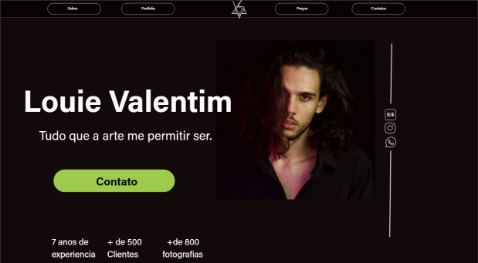 Sobre
Portfólio
Preços
Contatos
Louie Valentim
Tudo que a arte me permitir ser.
Contato
7 anos de
experiencia
+ de 500
Clientes
+de 800
fotografias